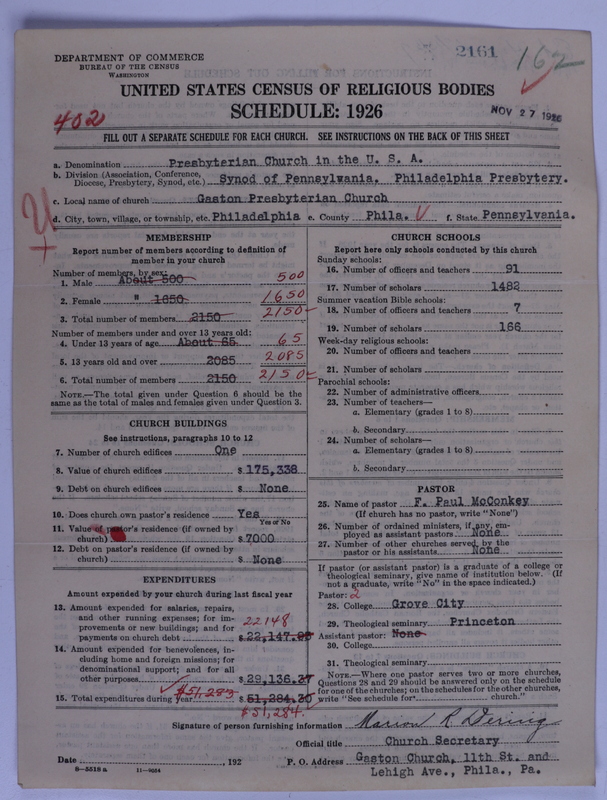 DEPARTMENT OF COMMERCE
BUREAU OF THE CENSUS
WASHINGTON
2161
162
UNITED STATES CENSUS OF RELIGIOUS BODIES
SCHEDULE: 1926
NOV 27 1926
402
FILL OUT A SEPARATE SCHEDULE FOR EACH CHURCH. SEE INSTRUCTIONS ON THE BACK OF THIS SHEET
a. Denomination Presbyterian Church in the U. S. A.
b. Division (Association, Conference, Diocese, Presbytery, Synod, etc.) Synod of Pennsylvania. Philadelphia Presbytery.
c. Local name of church Gaston Presbyterian Church
d. City, town, village, or township, etc. Philadelphia e. County Phila. f. State Pennsylvania.
MEMBERSHIP
Report number of members according to definition of
member in your church
Number of members, by sex:
1. Male About 500 500
2. Female " 1650 1650
3. Total number of members 2150 2150
Number of members under and over 13 years old:
4. Under 13 years of age About 65 65
5. 13 years old and over 2085 2085
6. Total number of members 2150 2150
NOTE.—The total given under Question 6 should be
same as the total of males and females given under Question 3.
CHURCH BUILDINGS
See instructions, paragraphs 10 to 12
7. Number of church edifices One
8. Value of church edifices $ 175,338
9. Debt on church edifices $ None
10. Does church own pastor's residence Yes
Yes or No
11. Value of pastor's residence (if owned by
church) $ 7000
12. Debt on pastor's residence (if owned by
church) $ None
EXPENDITURES
Amount expended by your church during last fiscal year
13. Amount expended for salaries, repairs,
and other running expenses; for im-
provements or new buildings; and for
payments on church debt $ 22,147.93 22148
14. Amount expended for benevolences, in-
cluding home and foreign missions; for
denominational support; and for all
other purposes $ 29,136.37
$51,283
15. Total expenditures during year $ 51,284.30
$51,284.
CHURCH SCHOOLS
Report here only schools conducted by this church
Sunday schools:
16. Number of officers and teachers 91
17. Number of scholars 1482
Summer vacation Bible schools:
18. Number of officers and teachers 7
19. Number of scholars 166
Week-day religious schools:
20. Number of officers and teachers
21. Number of scholars
Parochial schools:
22. Number of administrative officers
23. Number of teachers—
a. Elementary (grades 1 to 8)
b. Secondary
24. Number of scholars—
a. Elementary (grades 1 to 8)
b. Secondary
PASTOR
25. Name of pastor F. Paul McConkey
(If church has no pastor, write "None")
26. Number of ordained ministers, if any, em-
ployed as assistant pastors None
27. Number of other churches served by the
pastor or his assistants None
If pastor (or assistant pastor) is a graduate of a college or
theological seminary, give name of institution below. (If
not a graduate, write "No" in the space indicated.)
Pastor: 2
28. College Grove City
29. Theological seminary Princeton
Assistant pastor: None
30. College
31. Theological seminary
NOTE.—Where one pastor serves two or more churches,
Questions 28 and 29 should be answered only on the schedule
for one of the churches; on the schedules for the other churches,
write "See schedule for church."
Signature of person furnishing information Marion R Dering
Official title Church Secretary
Date , 192 P. O. Address Gaston Church, 11th St. and
Lehigh Ave., Phila., Pa.
8—5518 a 11—9054